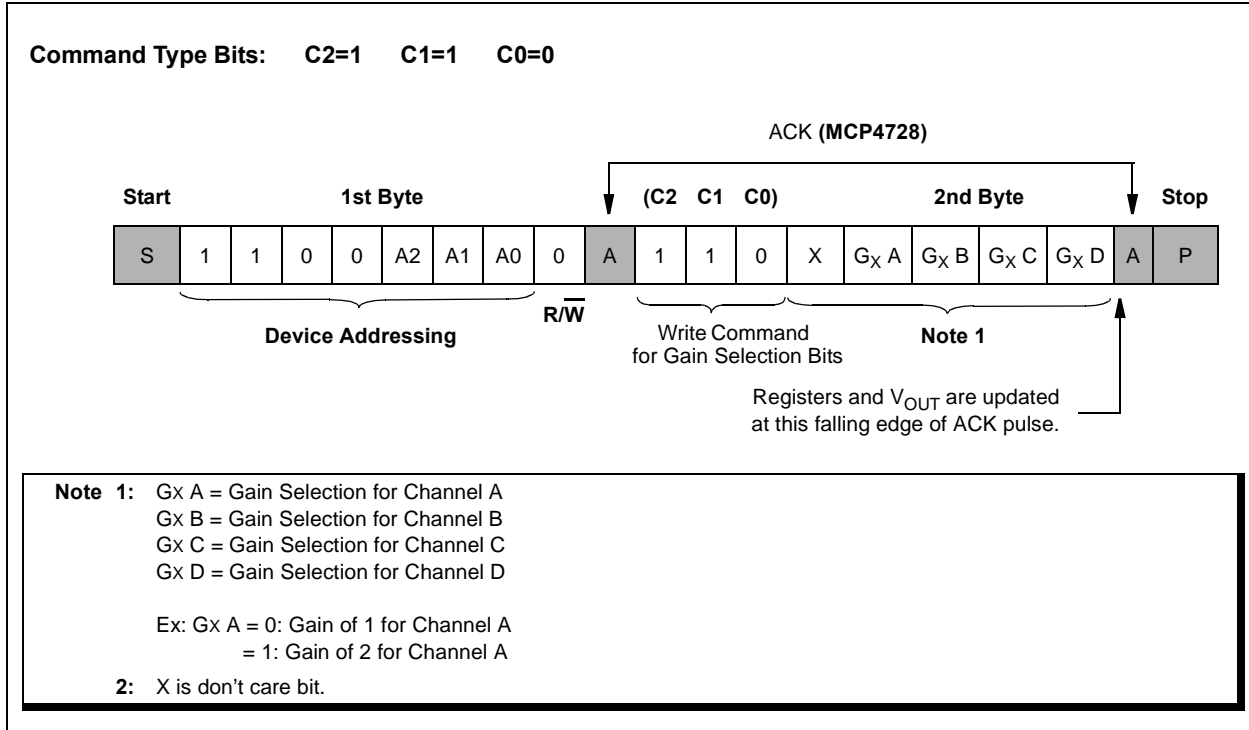 Command Type Bits: C2=1 C1=1 C0=0
ACK (MCP4728)
Start 1st Byte (C2 C1 C0) 2nd Byte Stop
S 1 1 0 0 A2 A1 A0 0 A 1 1 0 X GX A GX B GX C GX D A P
R/W̅
Device Addressing
Write Command
for Gain Selection Bits
Note 1
Registers and VOUT are updated
at this falling edge of ACK pulse.
Note 1: GX A = Gain Selection for Channel A
GX B = Gain Selection for Channel B
GX C = Gain Selection for Channel C
GX D = Gain Selection for Channel D
Ex: GX A = 0: Gain of 1 for Channel A
= 1: Gain of 2 for Channel A
2: X is don't care bit.